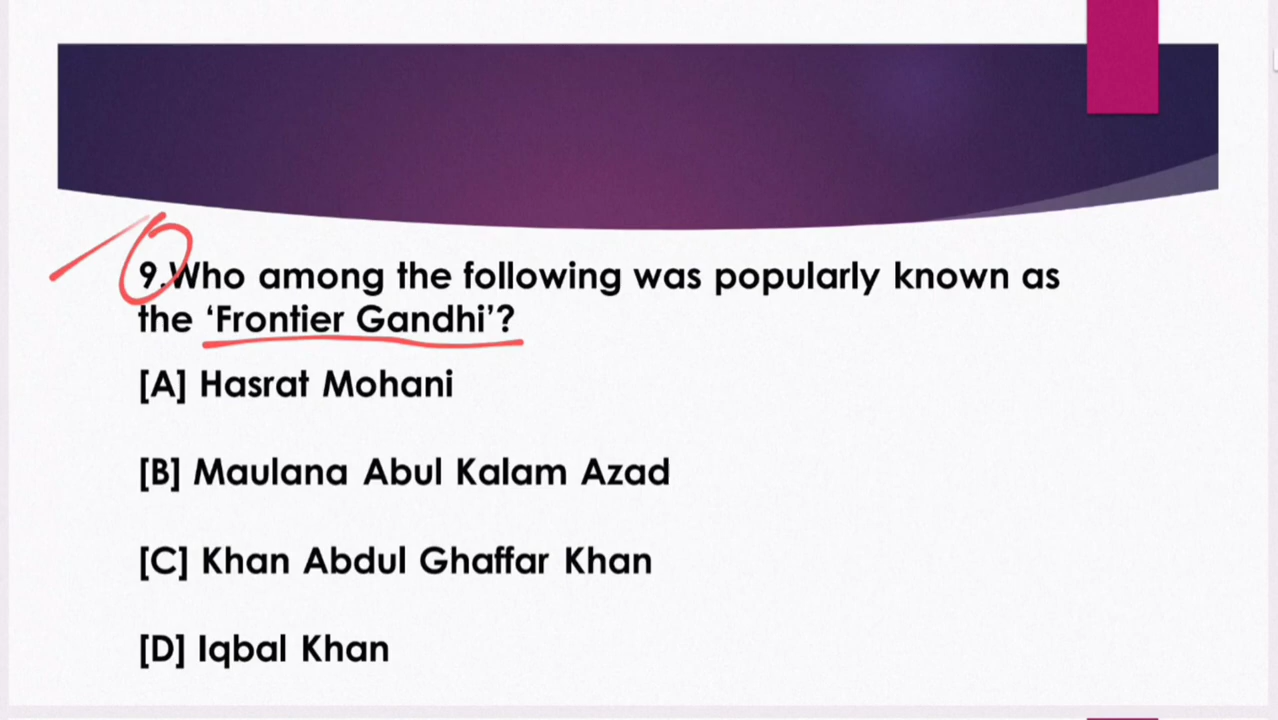 9.Who among the following was popularly known as
the ‘Frontier Gandhi’?
[A] Hasrat Mohani
[B] Maulana Abul Kalam Azad
[C] Khan Abdul Ghaffar Khan
[D] Iqbal Khan